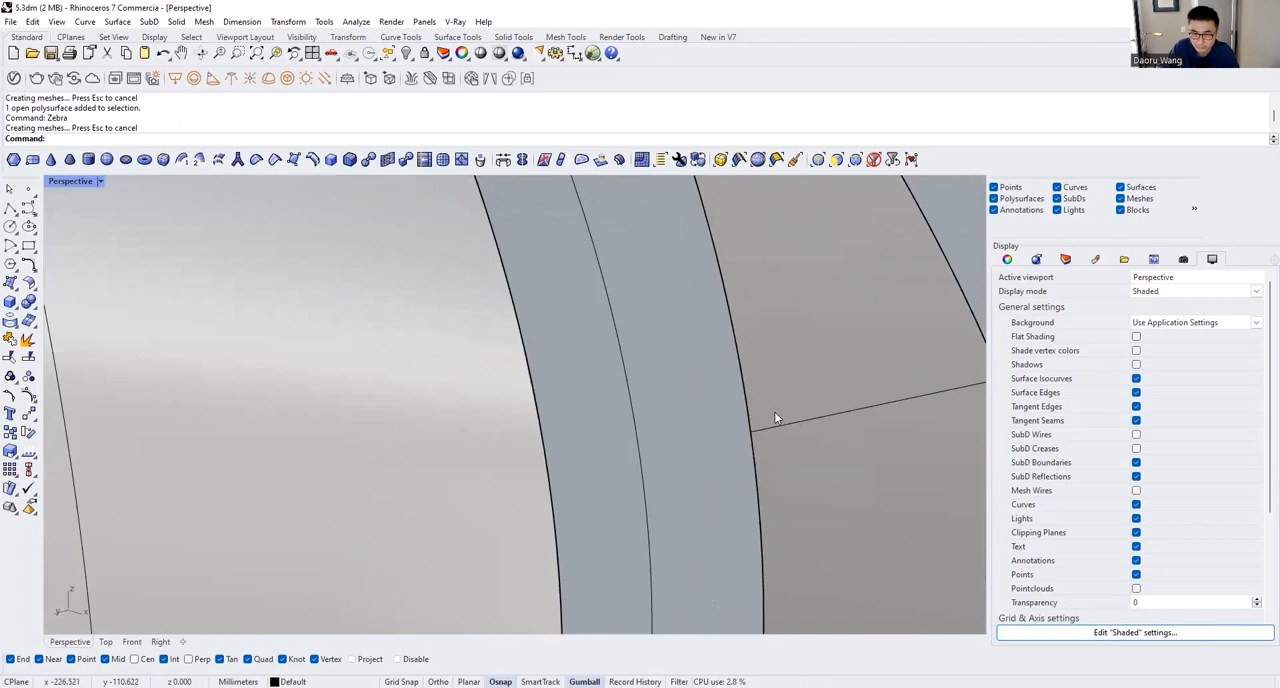 5.3dm (2 MB) - Rhinoceros 7 Commercia - [Perspective]
File Edit View Curve Surface SubD Solid Mesh Dimension Transform Tools Analyze Render Panels V-Ray Help
Standard CPlanes Set View Display Select Viewport Layout Visibility Transform Curve Tools Surface Tools Solid Tools Mesh Tools Render Tools Drafting New in V7
Daoru Wang
Creating meshes... Press Esc to cancel
1 open polysurface added to selection.
Command: Zebra
Creating meshes... Press Esc to cancel
Command:
Perspective
Points Curves Surfaces
Polysurfaces SubDs Meshes
Annotations Lights Blocks
Display
Active viewport Perspective
Display mode Shaded
General settings
Background Use Application Settings
Flat Shading
Shade vertex colors
Shadows
Surface Isocurves
Surface Edges
Tangent Edges
Tangent Seams
SubD Wires
SubD Creases
SubD Boundaries
SubD Reflections
Mesh Wires
Curves
Lights
Clipping Planes
Text
Annotations
Points
Pointclouds
Transparency 0
Grid & Axis settings
Edit "Shaded" settings...
z
y x
Perspective Top Front Right
End Near Point Mid Cen Int Perp Tan Quad Knot Vertex Project Disable
CPlane x -226.521 y -110.622 z 0.000 Millimeters Default Grid Snap Ortho Planar Osnap SmartTrack Gumball Record History Filter CPU use: 2.8 %